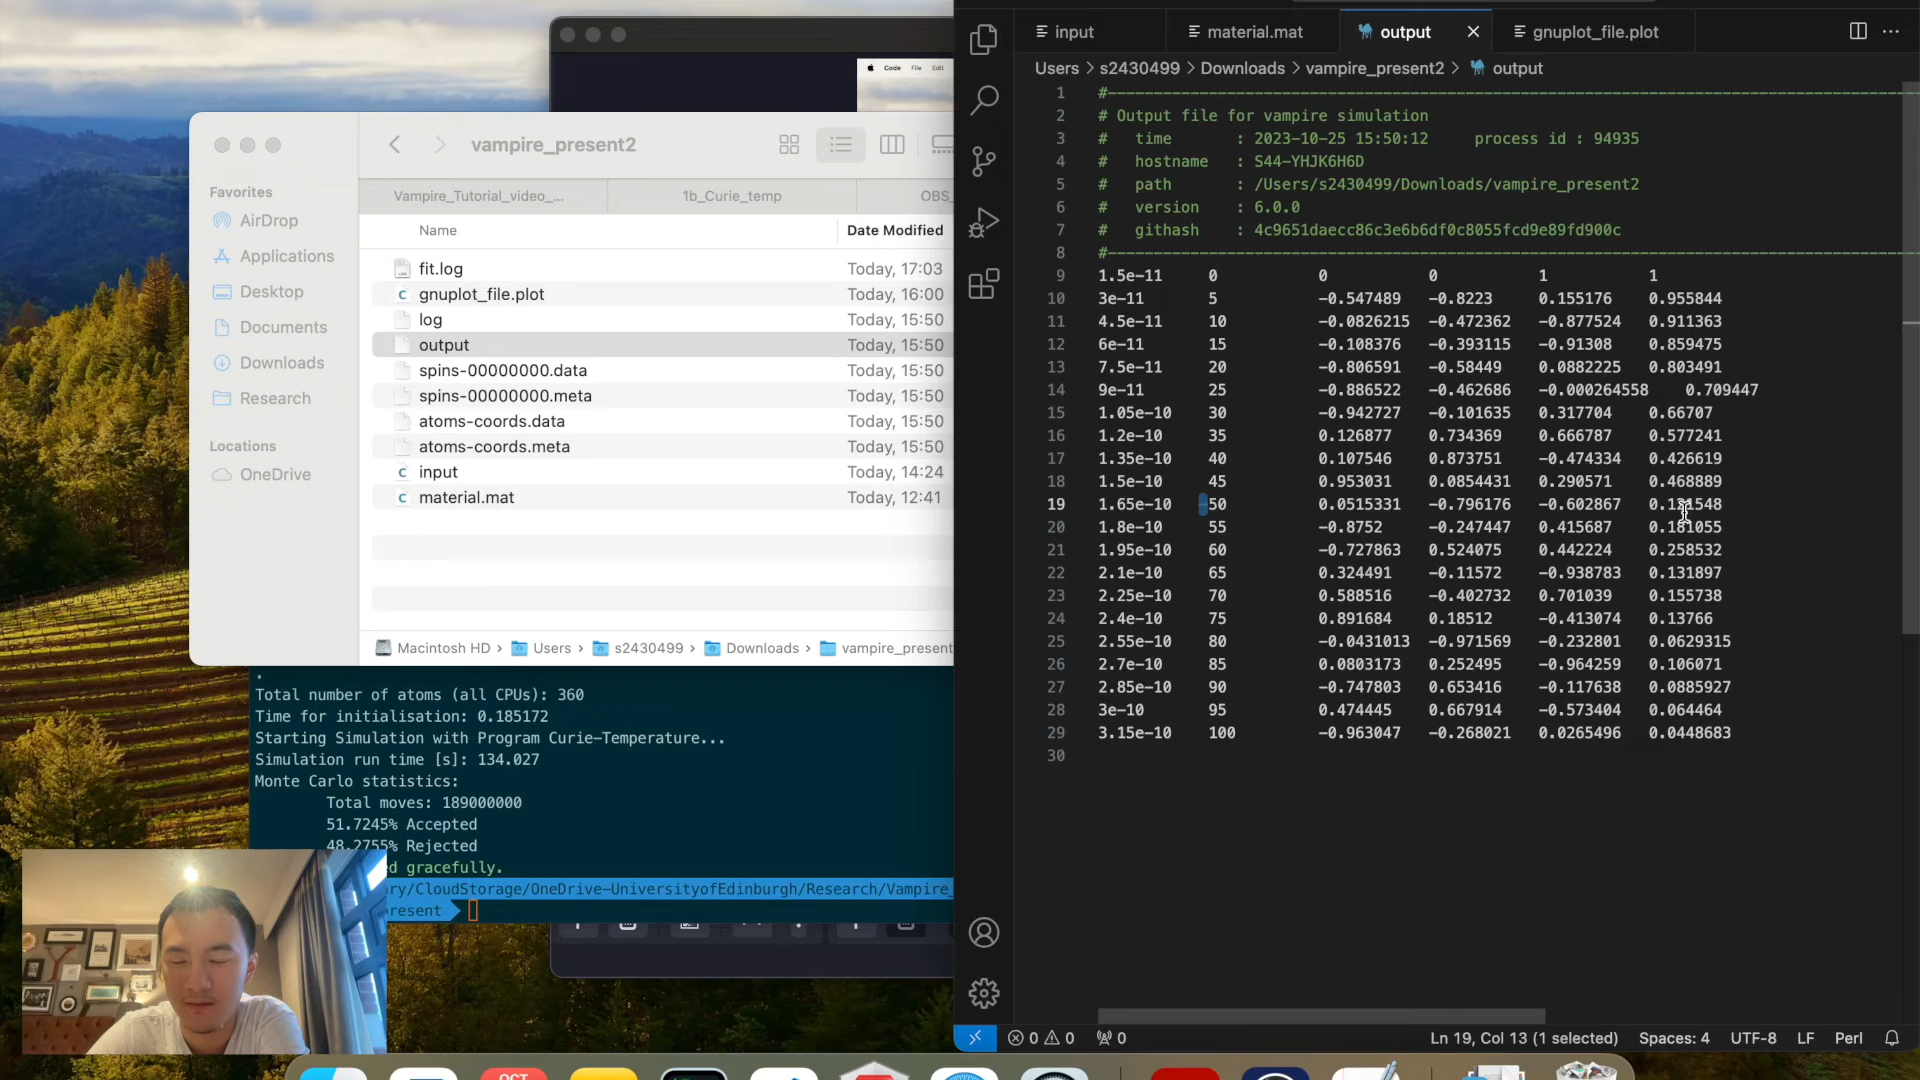 Code File Edit
vampire_present2
Vampire_Tutorial_video_... 1b_Curie_temp OBS_
Favorites
AirDrop
Applications
Desktop
Documents
Downloads
Research
Locations
OneDrive
Name Date Modified
fit.log Today, 17:03
gnuplot_file.plot Today, 16:00
log Today, 15:50
output Today, 15:50
spins-00000000.data Today, 15:50
spins-00000000.meta Today, 15:50
atoms-coords.data Today, 15:50
atoms-coords.meta Today, 15:50
input Today, 14:24
material.mat Today, 12:41
Macintosh HD > Users > s2430499 > Downloads > vampire_present
.
Total number of atoms (all CPUs): 360
Time for initialisation: 0.185172
Starting Simulation with Program Curie-Temperature...
Simulation run time [s]: 134.027
Monte Carlo statistics:
Total moves: 189000000
51.7245% Accepted
48.2755% Rejected
d gracefully.
ary/CloudStorage/OneDrive-UniversityofEdinburgh/Research/Vampire_
present
input material.mat output gnuplot_file.plot
Users > s2430499 > Downloads > vampire_present2 > output
1 #----------
2 # Output file for vampire simulation
3 # time : 2023-10-25 15:50:12 process id : 94935
4 # hostname : S44-YHJK6H6D
5 # path : /Users/s2430499/Downloads/vampire_present2
6 # version : 6.0.0
7 # githash : 4c9651daecc86c3e6b6df0c8055fcd9e89fd900c
8 #----------
9 1.5e-11 0 0 0 1 1
10 3e-11 5 -0.547489 -0.8223 0.155176 0.955844
11 4.5e-11 10 -0.0826215 -0.472362 -0.877524 0.911363
12 6e-11 15 -0.108376 -0.393115 -0.91308 0.859475
13 7.5e-11 20 -0.806591 -0.58449 0.0882225 0.803491
14 9e-11 25 -0.886522 -0.462686 -0.000264558 0.709447
15 1.05e-10 30 -0.942727 -0.101635 0.317704 0.66707
16 1.2e-10 35 0.126877 0.734369 0.666787 0.577241
17 1.35e-10 40 0.107546 0.873751 -0.474334 0.426619
18 1.5e-10 45 0.953031 0.0854431 0.290571 0.468889
19 1.65e-10 50 0.0515331 -0.796176 -0.602867
20 1.8e-10 55 -0.8752 -0.247447 0.415687 0.181055
21 1.95e-10 60 -0.727863 0.524075 0.442224 0.258532
22 2.1e-10 65 0.324491 -0.11572 -0.938783 0.131897
23 2.25e-10 70 0.588516 -0.402732 0.701039 0.155738
24 2.4e-10 75 0.891684 0.18512 -0.413074 0.13766
25 2.55e-10 80 -0.0431013 -0.971569 -0.232801 0.0629315
26 2.7e-10 85 0.0803173 0.252495 -0.964259 0.106071
27 2.85e-10 90 -0.747803 0.653416 -0.117638 0.0885927
28 3e-10 95 0.474445 0.667914 -0.573404 0.064464
29 3.15e-10 100 -0.963047 -0.268021 0.0265496 0.0448683
30
0 0 0 Ln 19, Col 13 (1 selected) Spaces: 4 UTF-8 LF Perl
OCT